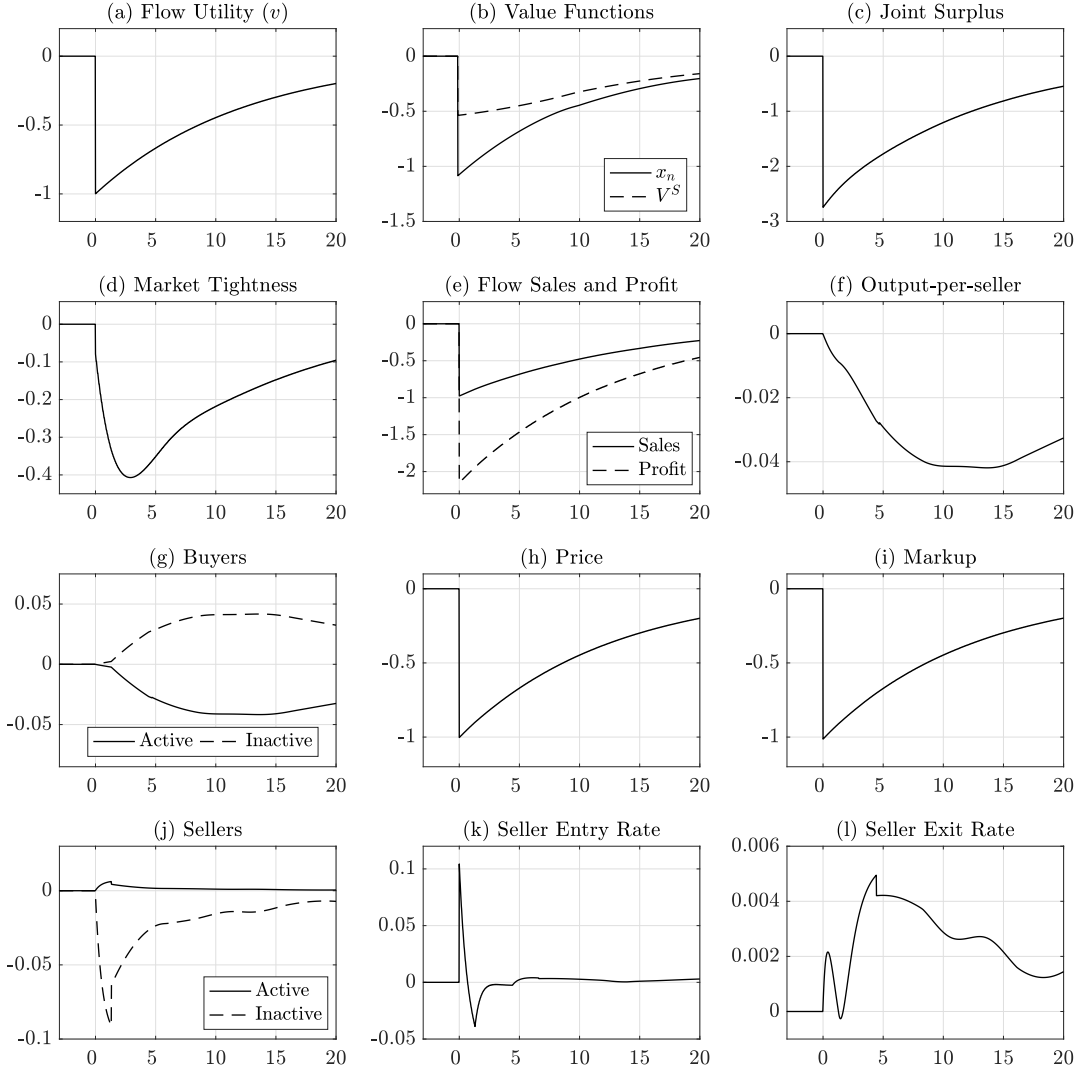 (a) Flow Utility (v)
0
-0.5
-1
0 5 10 15 20
(b) Value Functions
0
-0.5
-1
-1.5
0 5 10 15 20
x_n
V^S
(c) Joint Surplus
0
-1
-2
-3
0 5 10 15 20
(d) Market Tightness
0
-0.1
-0.2
-0.3
-0.4
0 5 10 15 20
(e) Flow Sales and Profit
0
-0.5
-1
-1.5
-2
0 5 10 15 20
Sales
Profit
(f) Output-per-seller
0
-0.02
-0.04
0 5 10 15 20
(g) Buyers
0.05
0
-0.05
0 5 10 15 20
Active Inactive
(h) Price
0
-0.5
-1
0 5 10 15 20
(i) Markup
0
-0.5
-1
0 5 10 15 20
(j) Sellers
0
-0.05
-0.1
0 5 10 15 20
Active
Inactive
(k) Seller Entry Rate
0.1
0.05
0
-0.05
0 5 10 15 20
(l) Seller Exit Rate
0.006
0.004
0.002
0
0 5 10 15 20